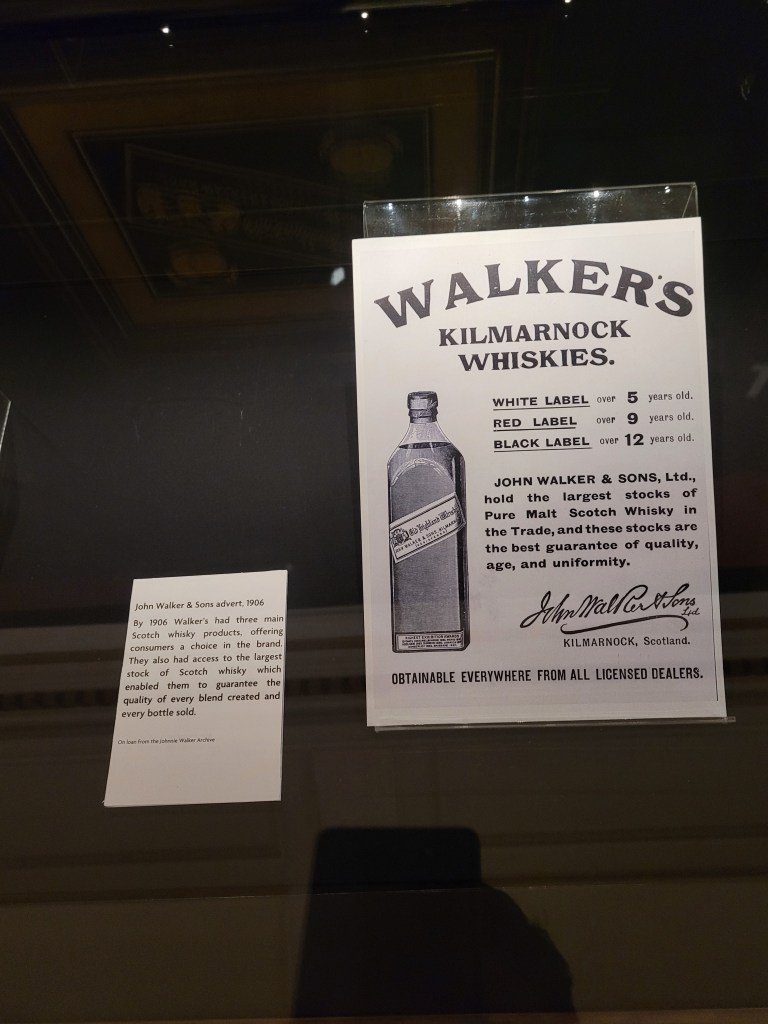 WALKER'S
KILMARNOCK
WHISKIES.
WHITE LABEL over 5 years old.
RED LABEL over 9 years old.
BLACK LABEL over 12 years old.
JOHN WALKER & SONS, Ltd.,
hold the largest stocks of
Pure Malt Scotch Whisky in
the Trade, and these stocks are
the best guarantee of quality,
age, and uniformity.
Old Highland Whisky
John Walker & Sons Ltd.
KILMARNOCK, Scotland.
OBTAINABLE EVERYWHERE FROM ALL LICENSED DEALERS.
John Walker & Sons advert, 1906
By 1906 Walker's had three main
Scotch whisky products, offering
consumers a choice in the brand.
They also had access to the largest
stock of Scotch whisky which
enabled them to guarantee the
quality of every blend created and
every bottle sold.
On loan from the Johnnie Walker Archive